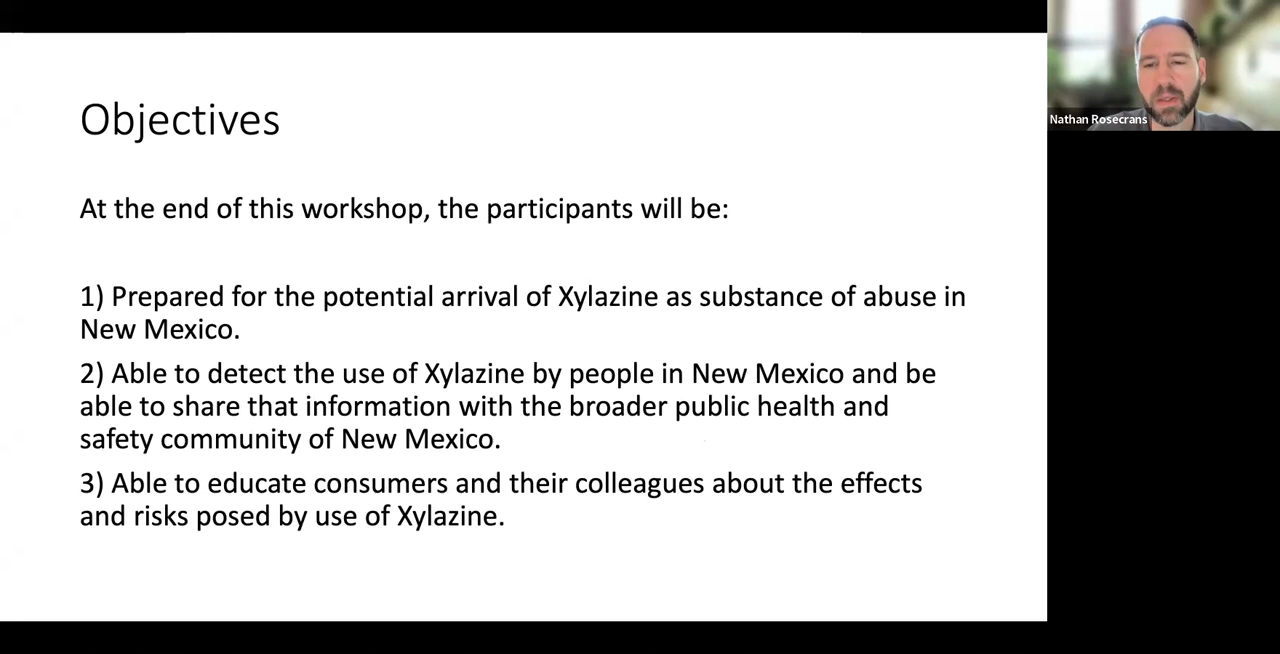 Objectives
At the end of this workshop, the participants will be:
1) Prepared for the potential arrival of Xylazine as substance of abuse in
New Mexico.
2) Able to detect the use of Xylazine by people in New Mexico and be
able to share that information with the broader public health and
safety community of New Mexico.
3) Able to educate consumers and their colleagues about the effects
and risks posed by use of Xylazine.
Nathan Rosecrans